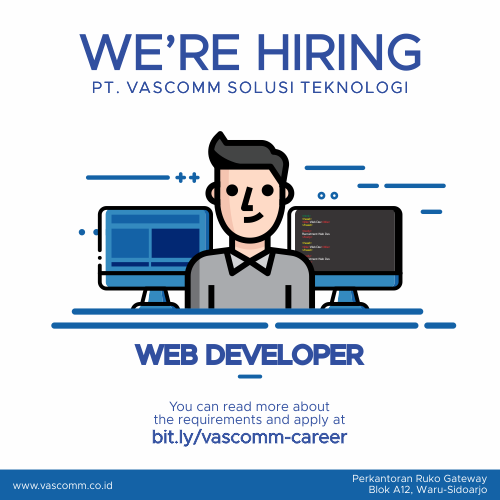 WE'RE HIRING
PT. VASCOMM SOLUSI TEKNOLOGI
WEB DEVELOPER
You can read more about
the requirements and apply at
bit.ly/vascomm-career
www.vascomm.co.id
Perkantoran Ruko Gateway
Blok A12, Waru-Sidoarjo